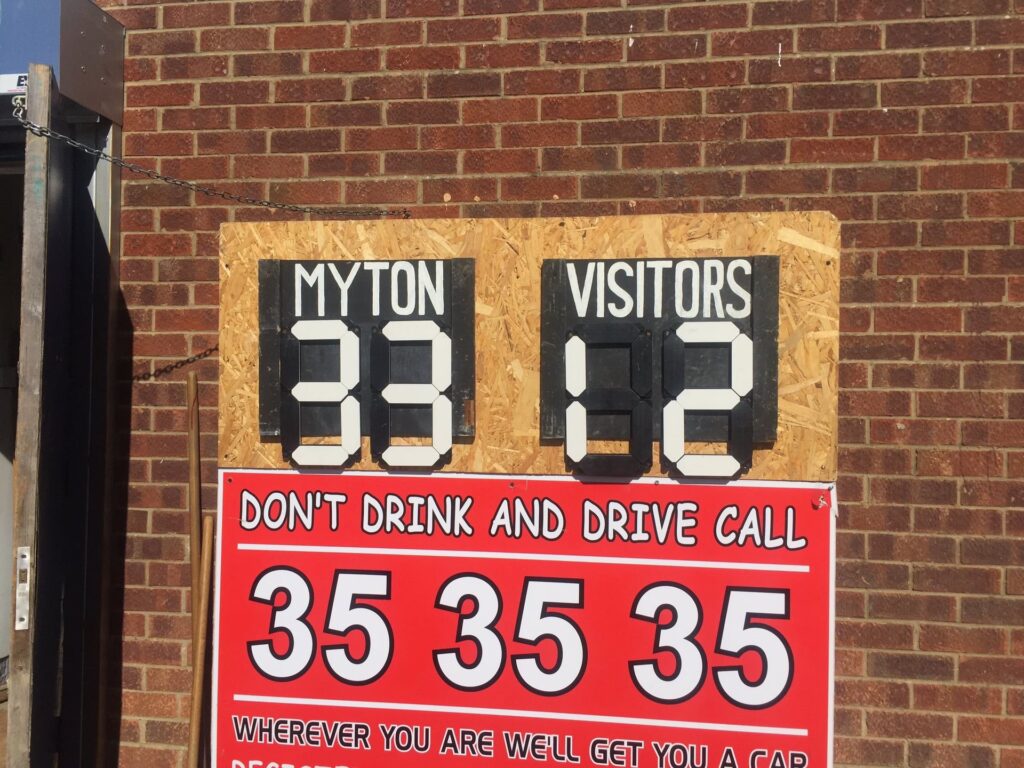 MYTON VISITORS
33 12
DON'T DRINK AND DRIVE CALL
35 35 35
WHEREVER YOU ARE WE'LL GET YOU A CAR